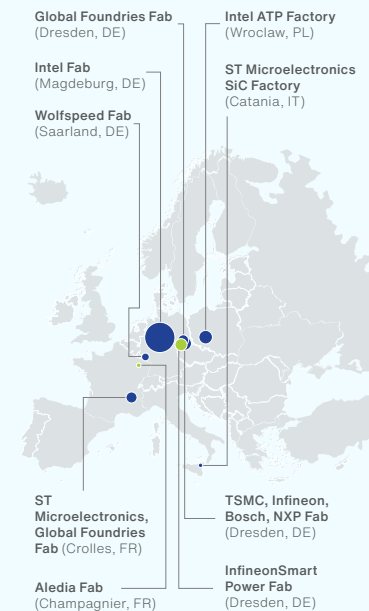 Global Foundries Fab
(Dresden, DE)
Intel Fab
(Magdeburg, DE)
Wolfspeed Fab
(Saarland, DE)
Intel ATP Factory
(Wroclaw, PL)
ST Microelectronics
SiC Factory
(Catania, IT)
ST
Microelectronics,
Global Foundries
Fab (Crolles, FR)
Aledia Fab
(Champagnier, FR)
TSMC, Infineon,
Bosch, NXP Fab
(Dresden, DE)
InfineonSmart
Power Fab
(Dresden, DE)